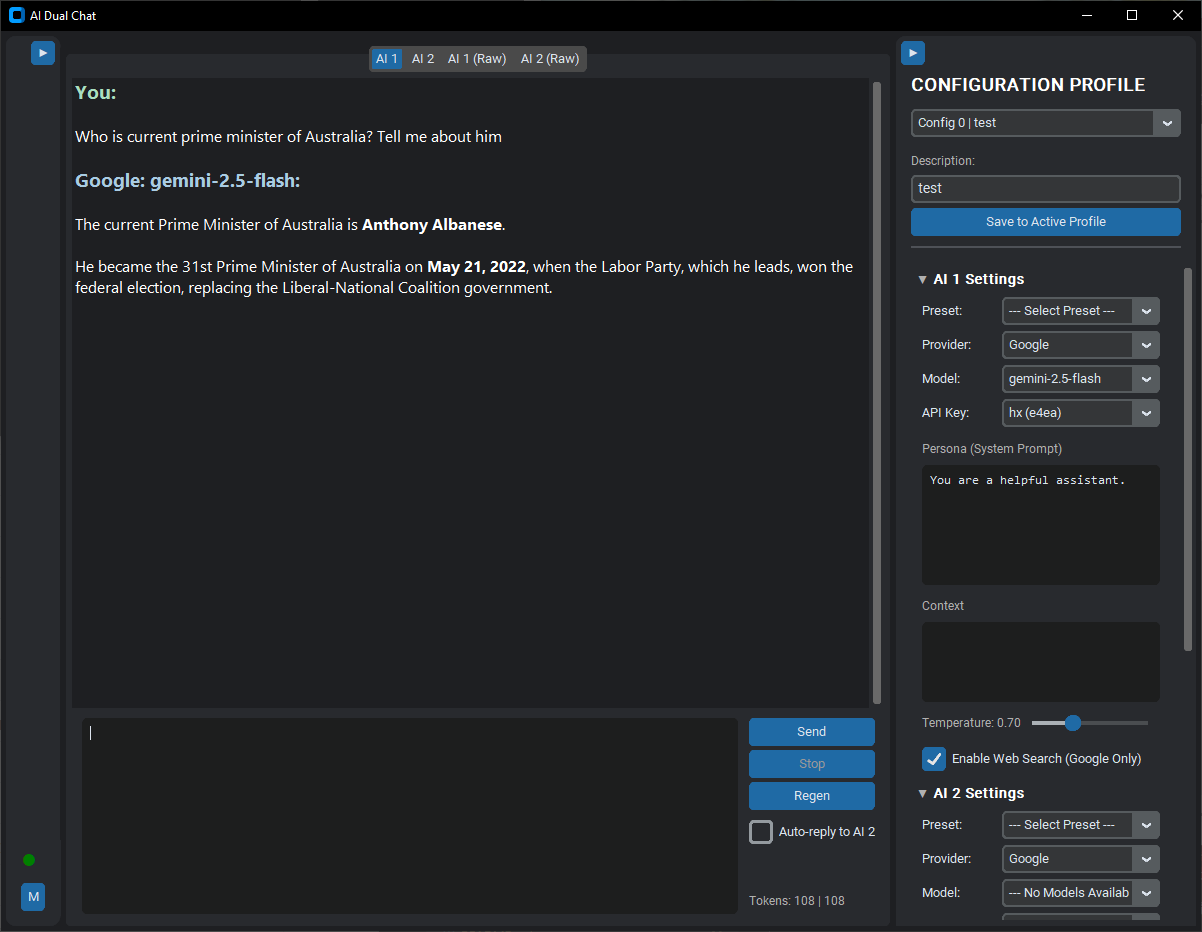 AI Dual Chat
AI 1 AI 2 AI 1 (Raw) AI 2 (Raw)
You:
Who is current prime minister of Australia? Tell me about him
Google: gemini-2.5-flash:
The current Prime Minister of Australia is Anthony Albanese.
He became the 31st Prime Minister of Australia on May 21, 2022, when the Labor Party, which he leads, won the
federal election, replacing the Liberal-National Coalition government.
Send
Stop
Regen
Auto-reply to AI 2
Tokens: 108 | 108
M
CONFIGURATION PROFILE
Config 0 | test
Description:
test
Save to Active Profile
▼ AI 1 Settings
Preset: --- Select Preset ---
Provider: Google
Model: gemini-2.5-flash
API Key: hx (e4ea)
Persona (System Prompt)
You are a helpful assistant.
Context
Temperature: 0.70
Enable Web Search (Google Only)
▼ AI 2 Settings
Preset: --- Select Preset ---
Provider: Google
Model: --- No Models Availab